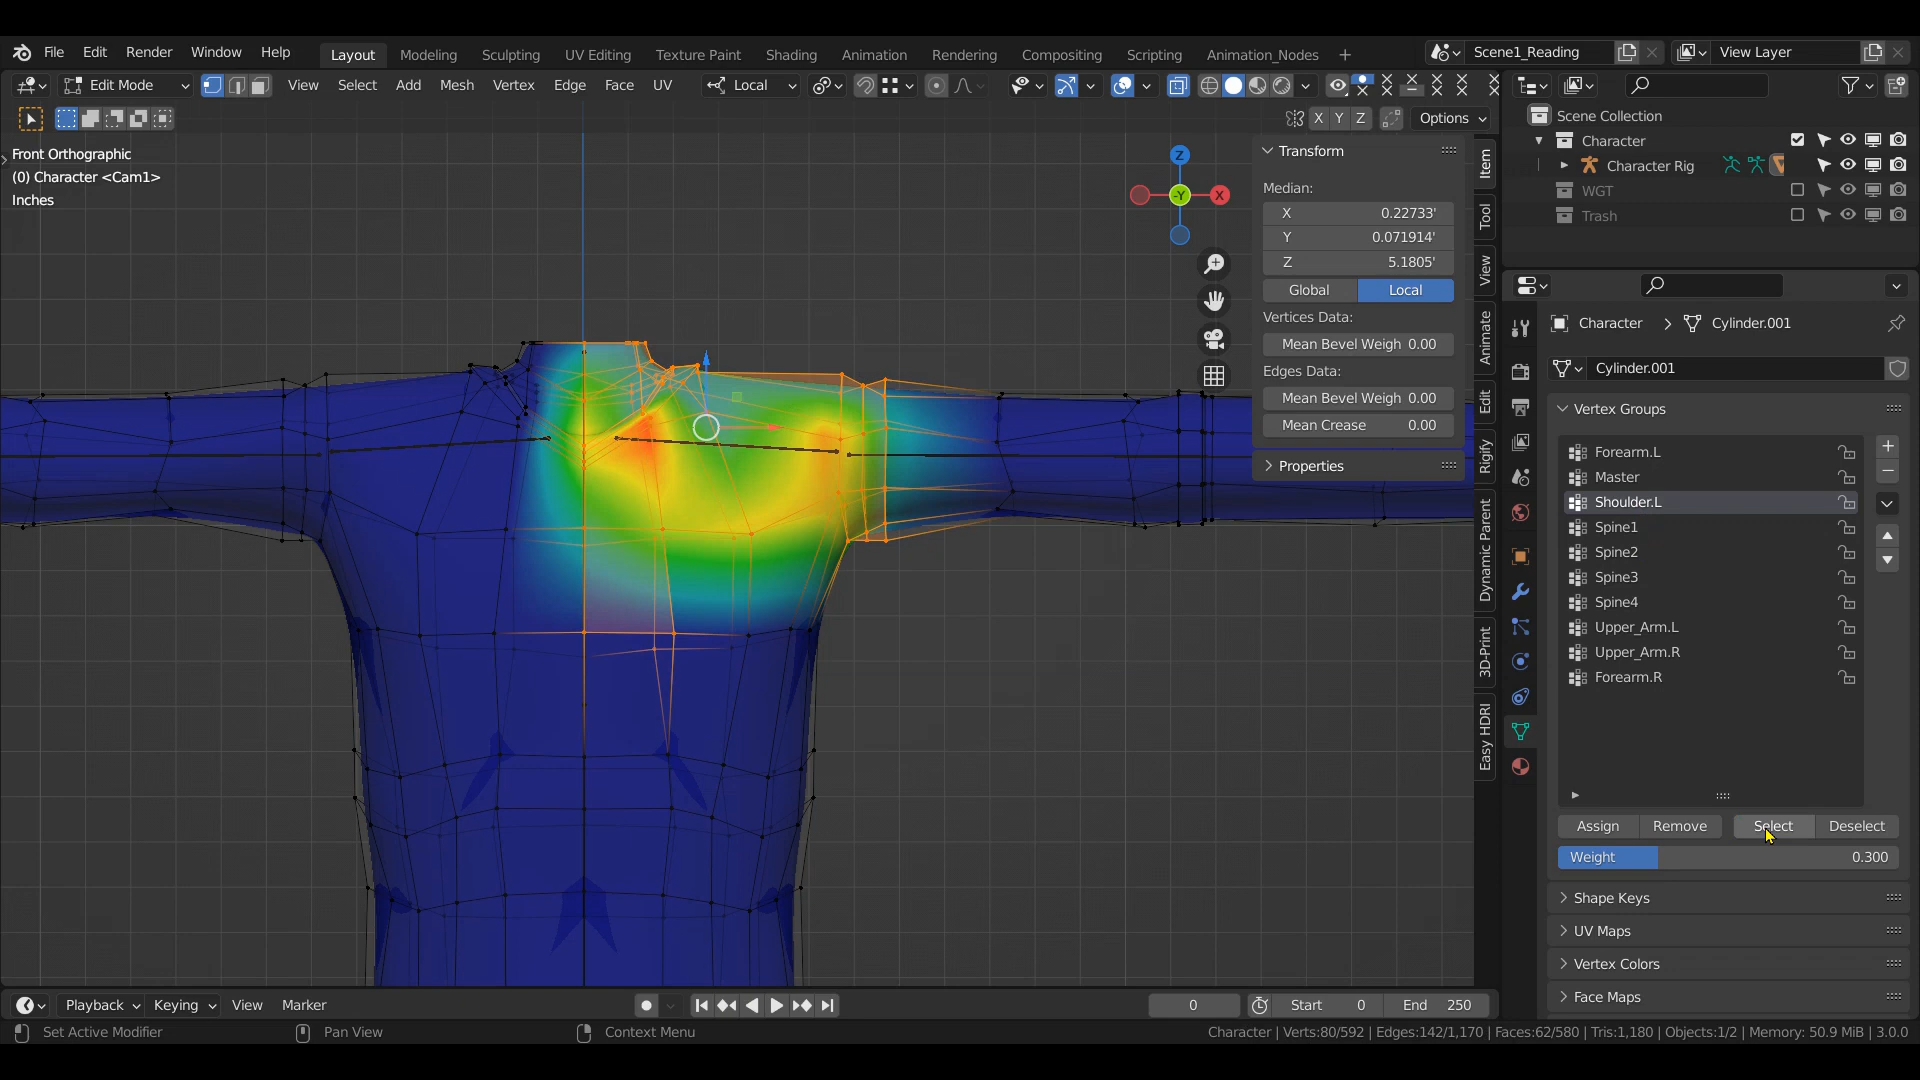 File Edit Render Window Help Layout Modeling Sculpting UV Editing Texture Paint Shading Animation Rendering Compositing Scripting Animation_Nodes + Scene1_Reading View Layer
Edit Mode View Select Add Mesh Vertex Edge Face UV Local
X Y Z Options
Front Orthographic
(0) Character <Cam1>
Inches
Z
-Y
X
Transform
Median:
X 0.22733'
Y 0.071914'
Z 5.1805'
Global Local
Vertices Data:
Mean Bevel Weigh 0.00
Edges Data:
Mean Bevel Weigh 0.00
Mean Crease 0.00
Properties
Item
Tool
View
Animate
Edit
Rigify
Dynamic Parent
3D-Print
Easy HDRI
Scene Collection
Character
Character Rig
WGT
Trash
Character Cylinder.001
Cylinder.001
Vertex Groups
Forearm.L
Master
Shoulder.L
Spine1
Spine2
Spine3
Spine4
Upper_Arm.L
Upper_Arm.R
Forearm.R
Assign Remove Select Deselect
Weight 0.300
Shape Keys
UV Maps
Vertex Colors
Face Maps
Playback Keying View Marker 0 Start 0 End 250
Set Active Modifier Pan View Context Menu Character | Verts:80/592 | Edges:142/1,170 | Faces:62/580 | Tris:1,180 | Objects:1/2 | Memory: 50.9 MiB | 3.0.0